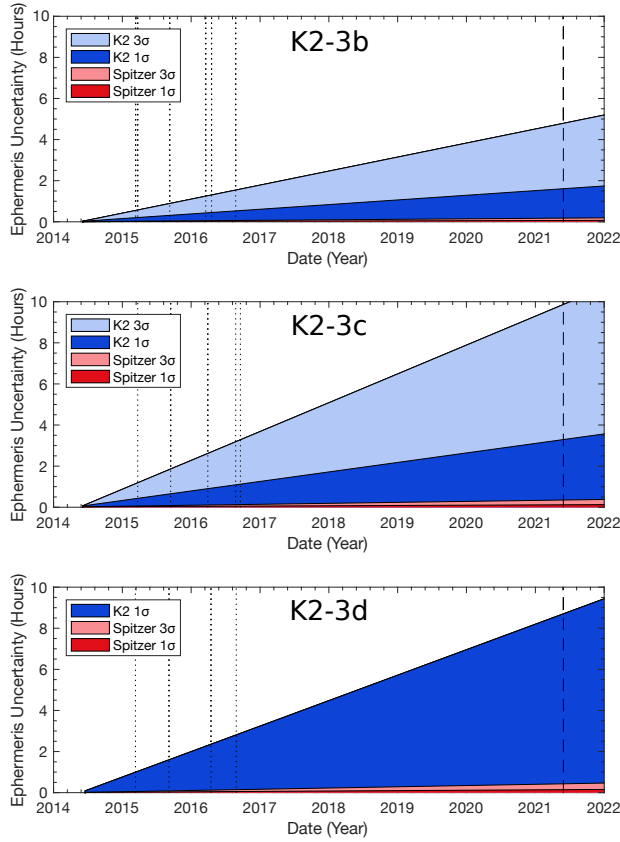 K2-3b
Ephermeris Uncertainty (Hours)
10
8
6
4
2
0
K2 3σ
K2 1σ
Spitzer 3σ
Spitzer 1σ
2014 2015 2016 2017 2018 2019 2020 2021 2022
Date (Year)
K2-3c
Ephermeris Uncertainty (Hours)
10
8
6
4
2
0
K2 3σ
K2 1σ
Spitzer 3σ
Spitzer 1σ
2014 2015 2016 2017 2018 2019 2020 2021 2022
Date (Year)
K2-3d
Ephermeris Uncertainty (Hours)
10
8
6
4
2
0
K2 1σ
Spitzer 3σ
Spitzer 1σ
2014 2015 2016 2017 2018 2019 2020 2021 2022
Date (Year)